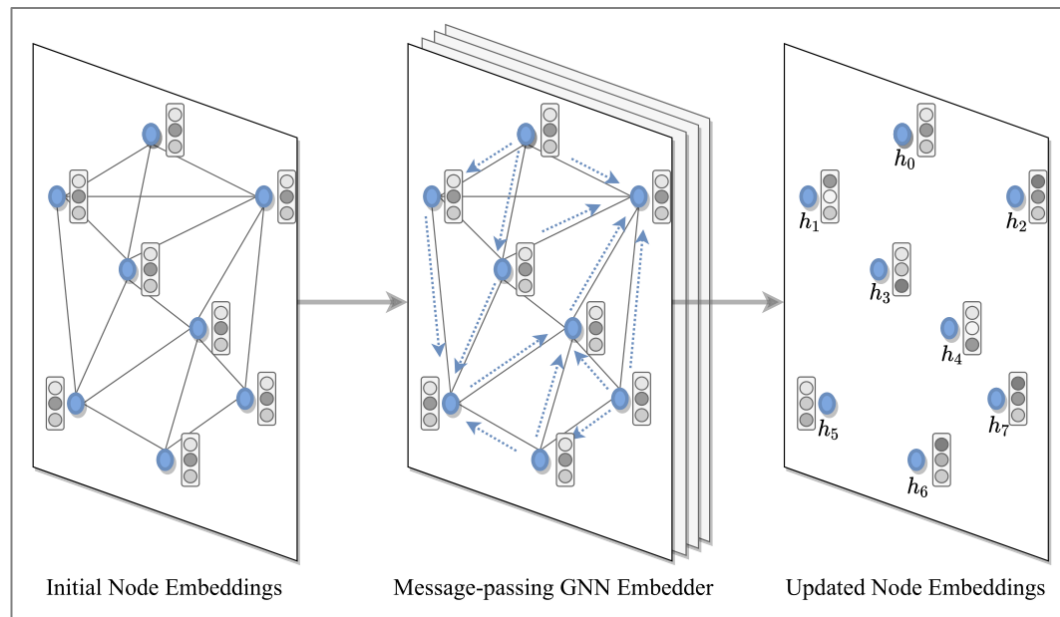 h0
h1
h2
h3
h4
h5
h7
h6
Initial Node Embeddings
Message-passing GNN Embedder
Updated Node Embeddings